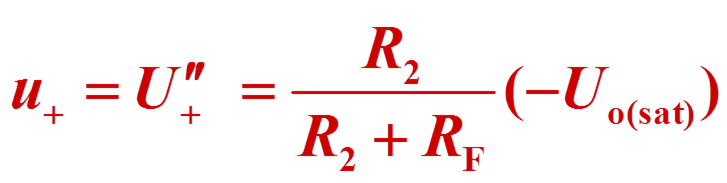 u₊ = U″₊ = R₂ / (R₂ + R_F) (−U_o(sat))